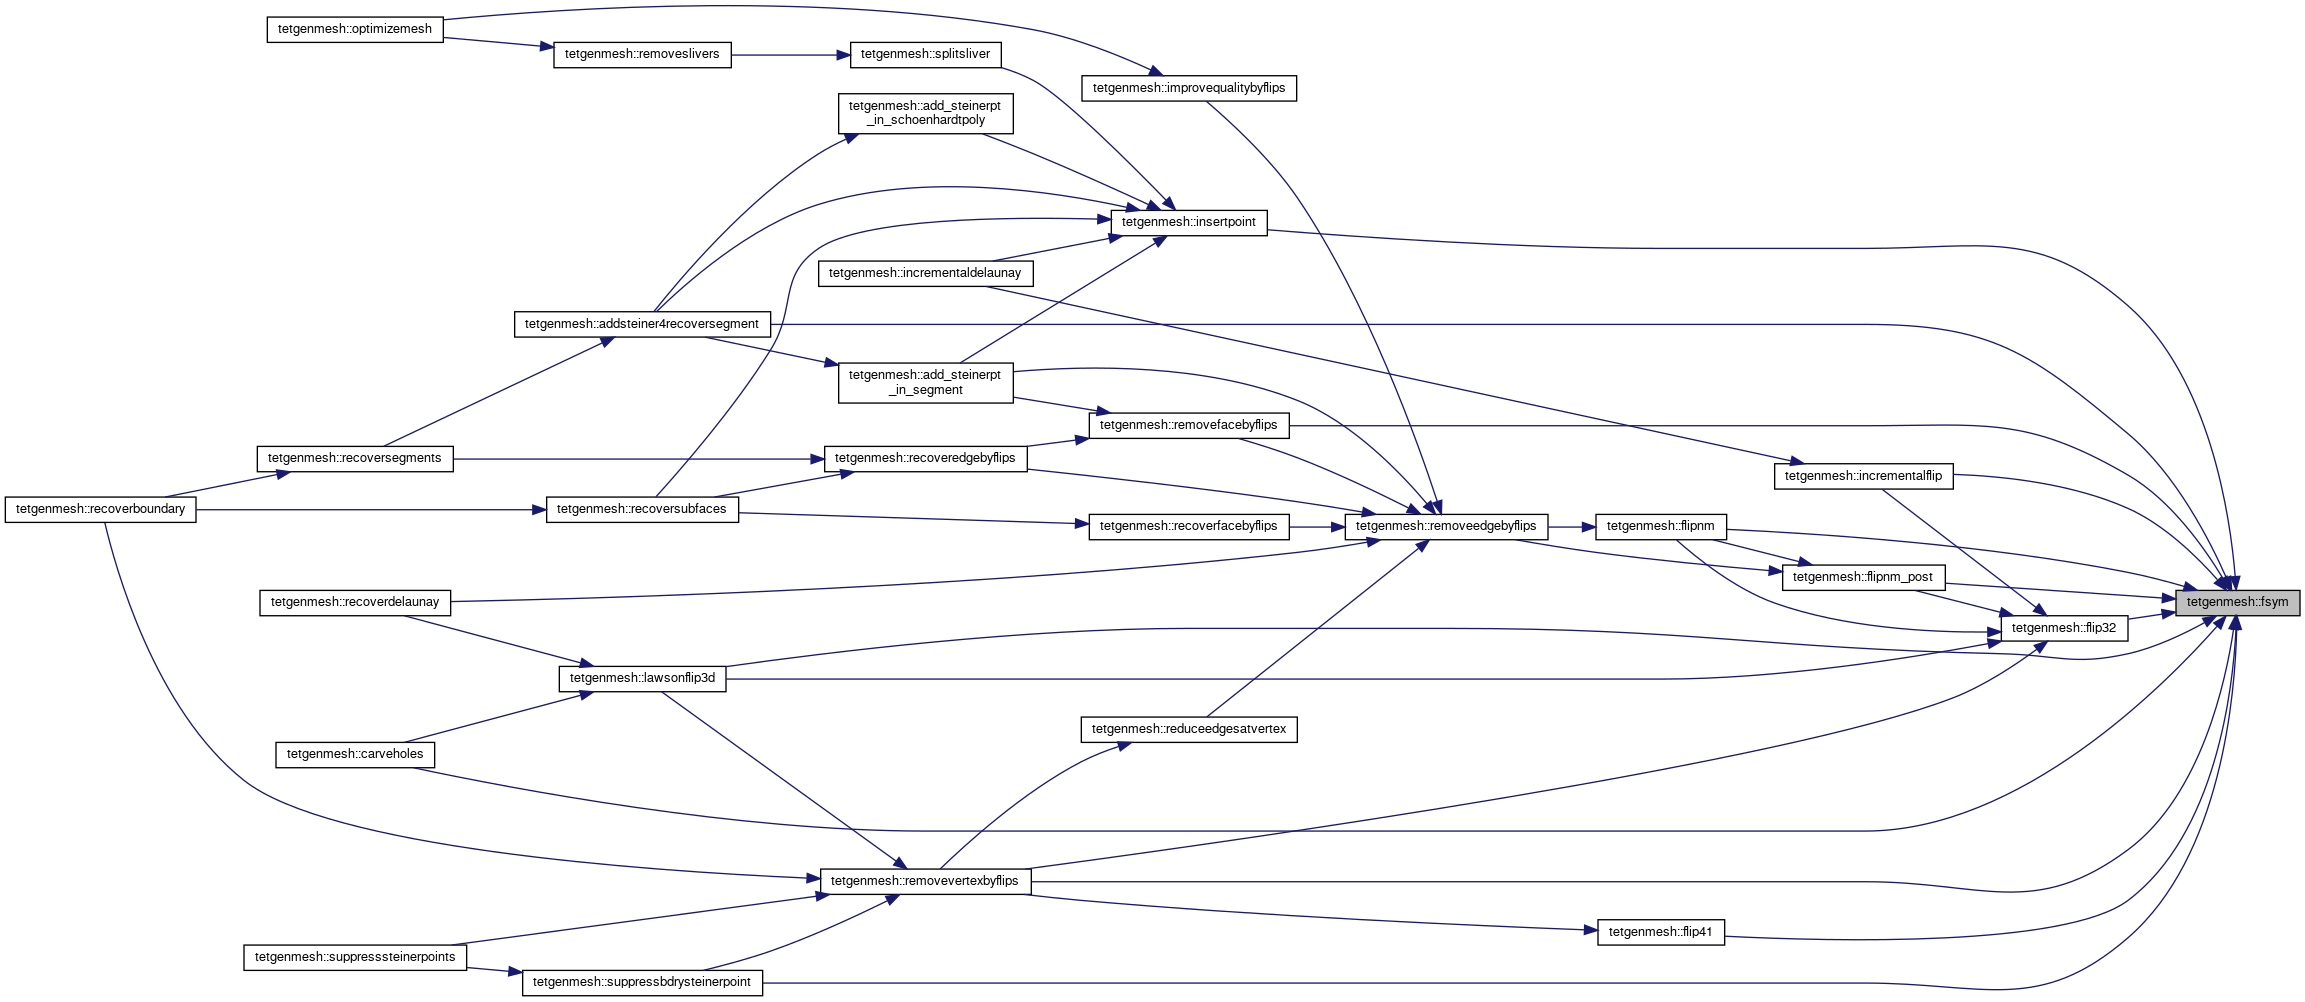 tetgenmesh::optimizemesh
tetgenmesh::removeslivers
tetgenmesh::splitsliver
tetgenmesh::improvequalitybyflips
tetgenmesh::add_steinerpt
_in_schoenhardtpoly
tetgenmesh::insertpoint
tetgenmesh::incrementaldelaunay
tetgenmesh::addsteiner4recoversegment
tetgenmesh::add_steinerpt
_in_segment
tetgenmesh::removefacebyflips
tetgenmesh::recoversegments
tetgenmesh::recoveredgebyflips
tetgenmesh::incrementalflip
tetgenmesh::recoverboundary
tetgenmesh::recoversubfaces
tetgenmesh::recoverfacebyflips
tetgenmesh::removeedgebyflips
tetgenmesh::flipnm
tetgenmesh::flipnm_post
tetgenmesh::recoverdelaunay
tetgenmesh::fsym
tetgenmesh::flip32
tetgenmesh::lawsonflip3d
tetgenmesh::reduceedgesatvertex
tetgenmesh::carveholes
tetgenmesh::removevertexbyflips
tetgenmesh::flip41
tetgenmesh::suppresssteinerpoints
tetgenmesh::suppressbdrysteinerpoint